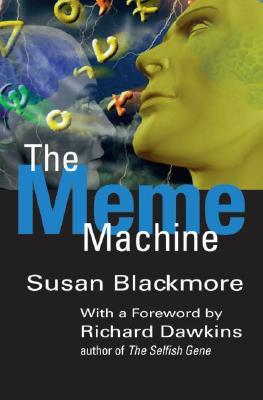 The
Meme
Machine
Susan Blackmore
With a Foreword by
Richard Dawkins
author of The Selfish Gene